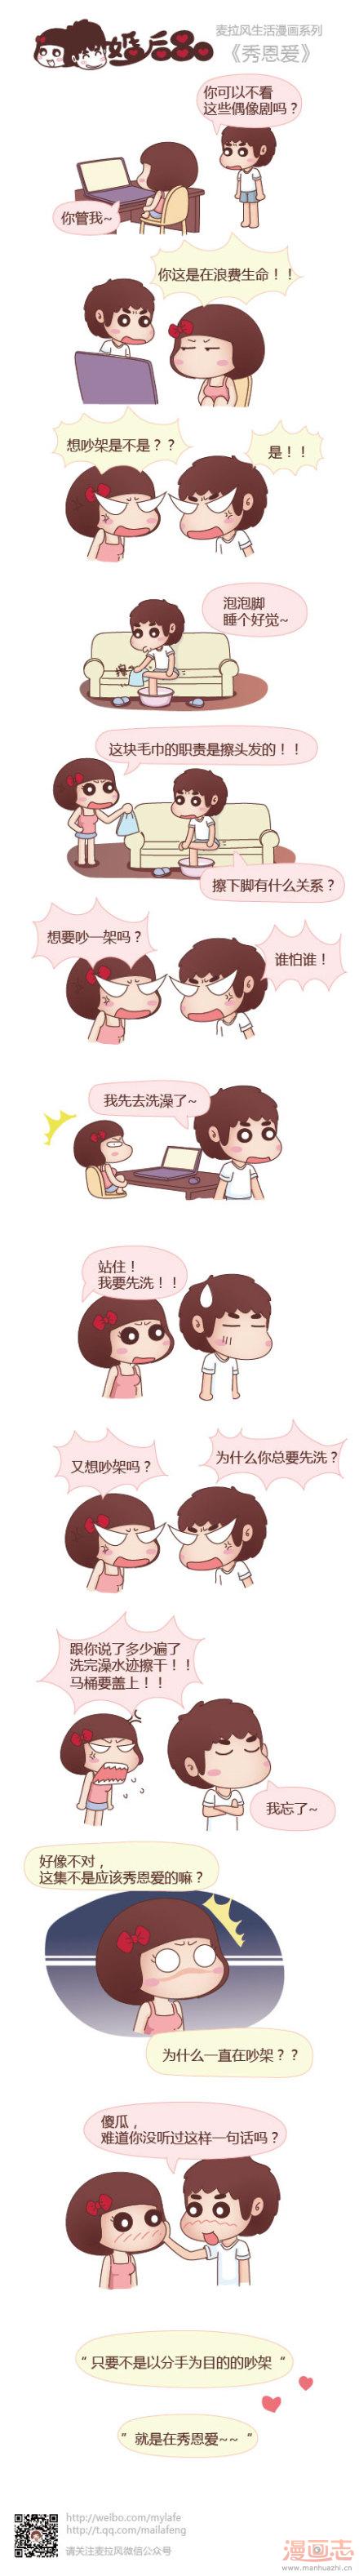 婚后80
麦拉风生活漫画系列
《秀恩爱》
你可以不看
这些偶像剧吗？
你管我~
你这是在浪费生命！！
想吵架是不是？？
是！！
泡泡脚
睡个好觉~
擦
这块毛巾的职责是擦头发的！！
擦下脚有什么关系？
想要吵一架吗？
谁怕谁！
我先去洗澡了~
站住！
我要先洗！！
又想吵架吗？
为什么你总要先洗？
跟你说了多少遍了
洗完澡水迹擦干！！
马桶要盖上！！
我忘了~
好像不对，
这集不是应该秀恩爱的嘛？
为什么一直在吵架？？
傻瓜，
难道你没听过这样一句话吗？
“只要不是以分手为目的的吵架“
”就是在秀恩爱~~“
http://weibo.com/mylafe
http://t.qq.com/mailafeng
请关注麦拉风微信公众号
漫画志
www.manhuazhi.cn